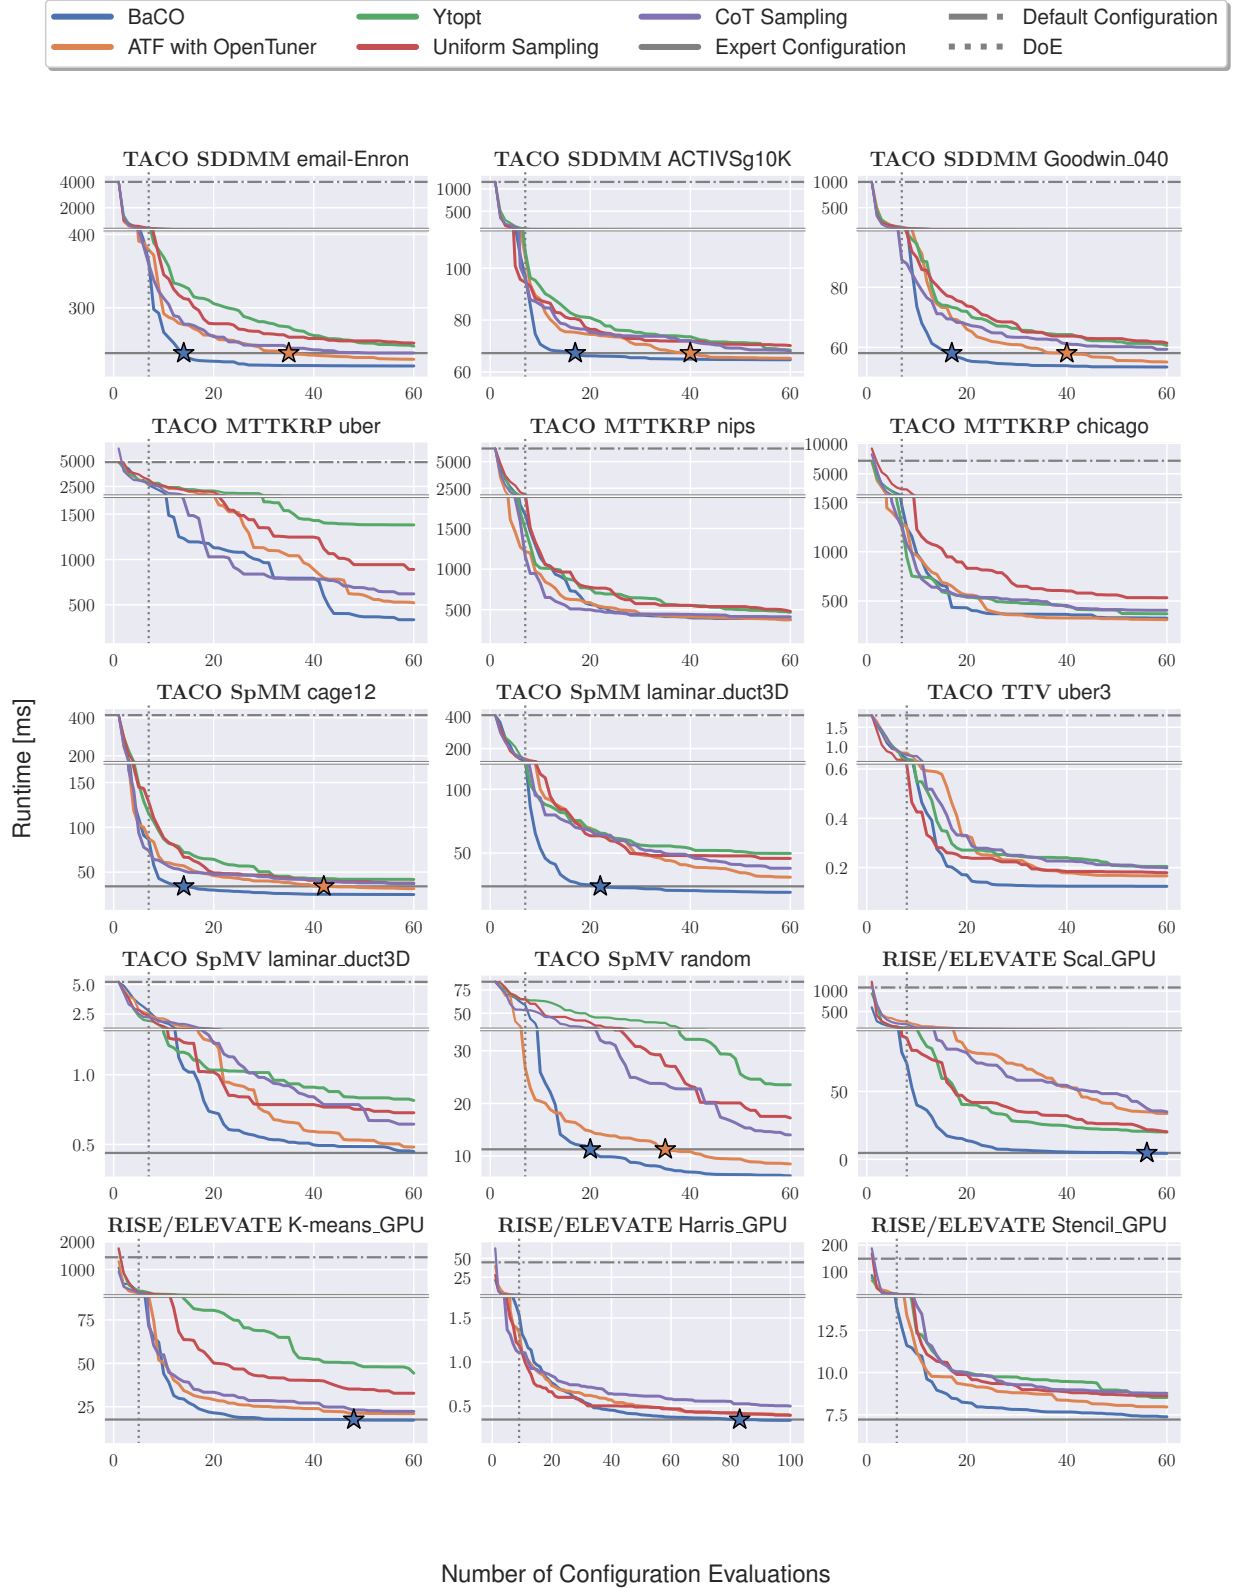 BaCO
Ytopt
CoT Sampling
Default Configuration
ATF with OpenTuner
Uniform Sampling
Expert Configuration
DoE
TACO SDDMM email-Enron
4000
2000
400
300
0 20 40 60
TACO SDDMM ACTIVSg10K
1000
500
100
80
60
0 20 40 60
TACO SDDMM Goodwin_040
1000
500
80
60
0 20 40 60
TACO MTTKRP uber
5000
2500
1500
1000
500
0 20 40 60
TACO MTTKRP nips
5000
2500
1500
1000
500
0 20 40 60
TACO MTTKRP chicago
10000
5000
1500
1000
500
0 20 40 60
Runtime [ms]
TACO SpMM cage12
400
200
150
100
50
0 20 40 60
TACO SpMM laminar_duct3D
400
200
100
50
0 20 40 60
TACO TTV uber3
1.5
1.0
0.6
0.4
0.2
0 20 40 60
TACO SpMV laminar_duct3D
5.0
2.5
1.0
0.5
0 20 40 60
TACO SpMV random
75
50
30
20
10
0 20 40 60
RISE/ELEVATE Scal_GPU
1000
500
50
0
0 20 40 60
RISE/ELEVATE K-means_GPU
2000
1000
75
50
25
0 20 40 60
RISE/ELEVATE Harris_GPU
50
25
1.5
1.0
0.5
0 20 40 60 80 100
RISE/ELEVATE Stencil_GPU
200
100
12.5
10.0
7.5
0 20 40 60
Number of Configuration Evaluations